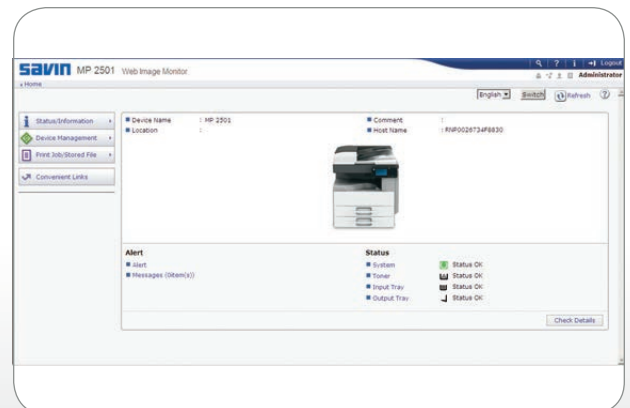 savin MP 2501 Web Image Monitor
Logout
Administrator
Home
English Switch Refresh
Status/Information
Device Management
Print Job/Stored File
Convenient Links
Device Name : MP 2501
Location :
Comment :
Host Name : RNP0026734F8830
Alert
Alert
Messages (0item(s))
Status
System Status OK
Toner Status OK
Input Tray Status OK
Output Tray Status OK
Check Details